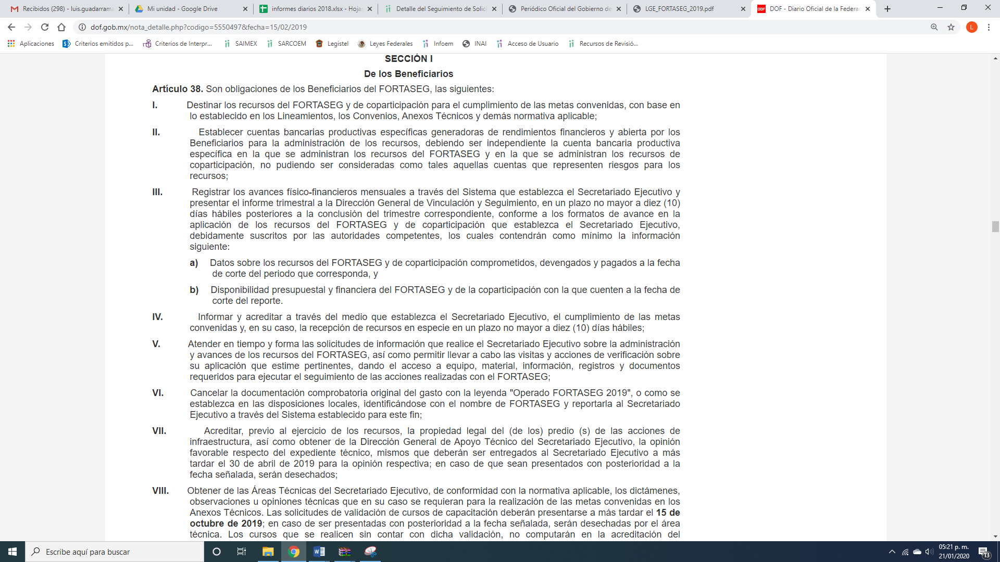 Recibidos (298) - luis.guadarrama
Mi unidad - Google Drive
informes diarios 2018.xlsx - Hojas
Detalle del Seguimiento de Solici
Periódico Oficial del Gobierno de
LGE_FORTASEG_2019.pdf
DOF - Diario Oficial de la Federac
dof.gob.mx/nota_detalle.php?codigo=5550497&fecha=15/02/2019
L
Aplicaciones
Criterios emitidos p...
Criterios de Interpr...
SAIMEX
SARCOEM
Legistel
Leyes Federales
Infoem
INAI
Acceso de Usuario
Recursos de Revisió...
SECCIÓN I
De los Beneficiarios
Artículo 38. Son obligaciones de los Beneficiarios del FORTASEG, las siguientes:
I. Destinar los recursos del FORTASEG y de coparticipación para el cumplimiento de las metas convenidas, con base en
lo establecido en los Lineamientos, los Convenios, Anexos Técnicos y demás normativa aplicable;
II. Establecer cuentas bancarias productivas específicas generadoras de rendimientos financieros y abierta por los
Beneficiarios para la administración de los recursos, debiendo ser independiente la cuenta bancaria productiva
específica en la que se administran los recursos del FORTASEG y en la que se administran los recursos de
coparticipación, no pudiendo ser consideradas como tales aquellas cuentas que representen riesgos para los
recursos;
III. Registrar los avances físico-financieros mensuales a través del Sistema que establezca el Secretariado Ejecutivo y
presentar el informe trimestral a la Dirección General de Vinculación y Seguimiento, en un plazo no mayor a diez (10)
días hábiles posteriores a la conclusión del trimestre correspondiente, conforme a los formatos de avance en la
aplicación de los recursos del FORTASEG y de coparticipación que establezca el Secretariado Ejecutivo,
debidamente suscritos por las autoridades competentes, los cuales contendrán como mínimo la información
siguiente:
a) Datos sobre los recursos del FORTASEG y de coparticipación comprometidos, devengados y pagados a la fecha
de corte del periodo que corresponda, y
b) Disponibilidad presupuestal y financiera del FORTASEG y de la coparticipación con la que cuenten a la fecha de
corte del reporte.
IV. Informar y acreditar a través del medio que establezca el Secretariado Ejecutivo, el cumplimiento de las metas
convenidas y, en su caso, la recepción de recursos en especie en un plazo no mayor a diez (10) días hábiles;
V. Atender en tiempo y forma las solicitudes de información que realice el Secretariado Ejecutivo sobre la administración
y avances de los recursos del FORTASEG, así como permitir llevar a cabo las visitas y acciones de verificación sobre
su aplicación que estime pertinentes, dando el acceso a equipo, material, información, registros y documentos
requeridos para ejecutar el seguimiento de las acciones realizadas con el FORTASEG;
VI. Cancelar la documentación comprobatoria original del gasto con la leyenda "Operado FORTASEG 2019", o como se
establezca en las disposiciones locales, identificándose con el nombre de FORTASEG y reportarla al Secretariado
Ejecutivo a través del Sistema establecido para este fin;
VII. Acreditar, previo al ejercicio de los recursos, la propiedad legal del (de los) predio (s) de las acciones de
infraestructura, así como obtener de la Dirección General de Apoyo Técnico del Secretariado Ejecutivo, la opinión
favorable respecto del expediente técnico, mismos que deberán ser entregados al Secretariado Ejecutivo a más
tardar el 30 de abril de 2019 para la opinión respectiva; en caso de que sean presentados con posterioridad a la
fecha señalada, serán desechados;
VIII. Obtener de las Áreas Técnicas del Secretariado Ejecutivo, de conformidad con la normativa aplicable, los dictámenes,
observaciones u opiniones técnicas que en su caso se requieran para la realización de las metas convenidas en los
Anexos Técnicos. Las solicitudes de validación de cursos de capacitación deberán presentarse a más tardar el 15 de
octubre de 2019; en caso de ser presentadas con posterioridad a la fecha señalada, serán desechadas por el área
técnica. Los cursos que se realicen sin contar con dicha validación, no computarán en la acreditación del
Escribe aquí para buscar
05:21 p. m.
21/01/2020
13